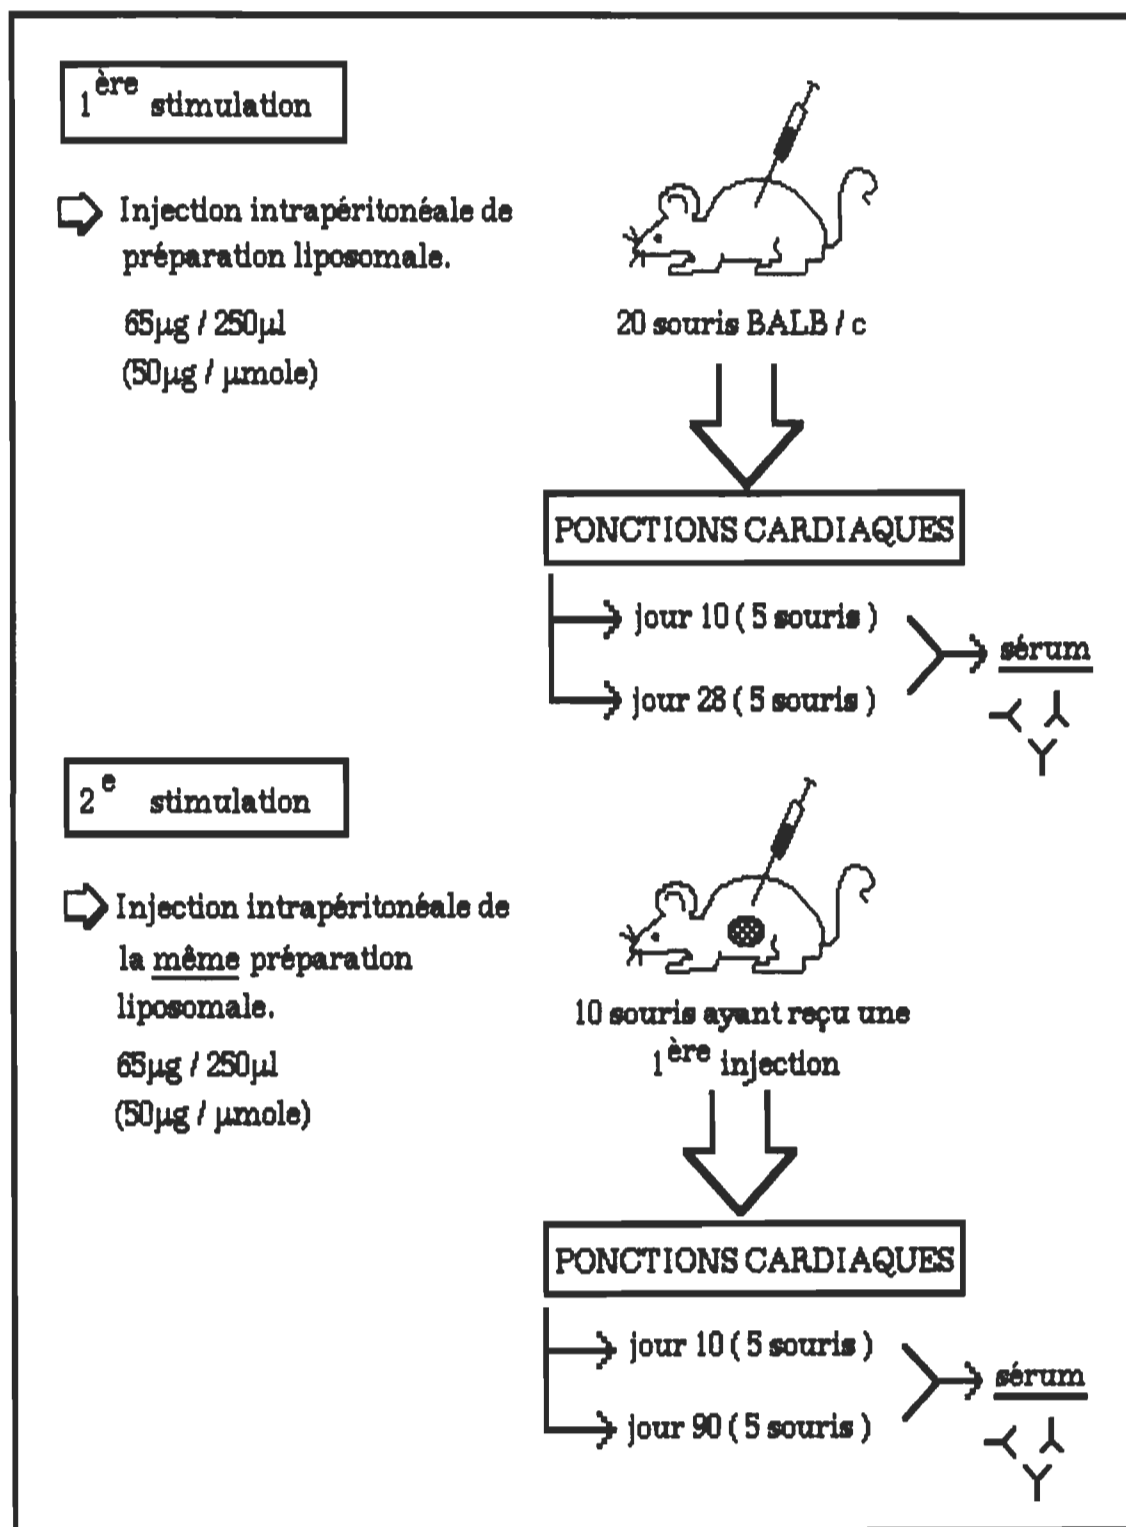 1ère stimulation
Injection intrapéritonéale de
préparation liposomale.
65µg / 250µl
(50µg / µmole)
20 souris BALB / c
PONCTIONS CARDIAQUES
jour 10 ( 5 souris )
jour 28 ( 5 souris )
sérum
2e stimulation
Injection intrapéritonéale de
la même préparation
liposomale.
65µg / 250µl
(50µg / µmole)
10 souris ayant reçu une
1ère injection
PONCTIONS CARDIAQUES
jour 10 ( 5 souris )
jour 90 ( 5 souris )
sérum